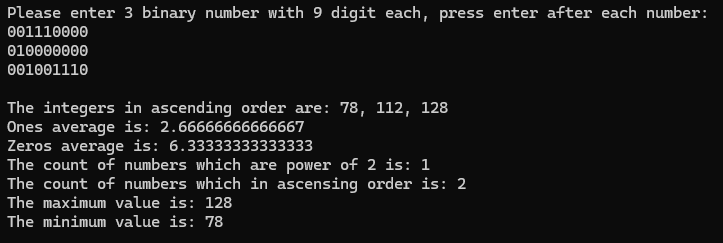 Please enter 3 binary number with 9 digit each, press enter after each number:
001110000
010000000
001001110
The integers in ascending order are: 78, 112, 128
Ones average is: 2.66666666666667
Zeros average is: 6.33333333333333
The count of numbers which are power of 2 is: 1
The count of numbers which in ascensing order is: 2
The maximum value is: 128
The minimum value is: 78